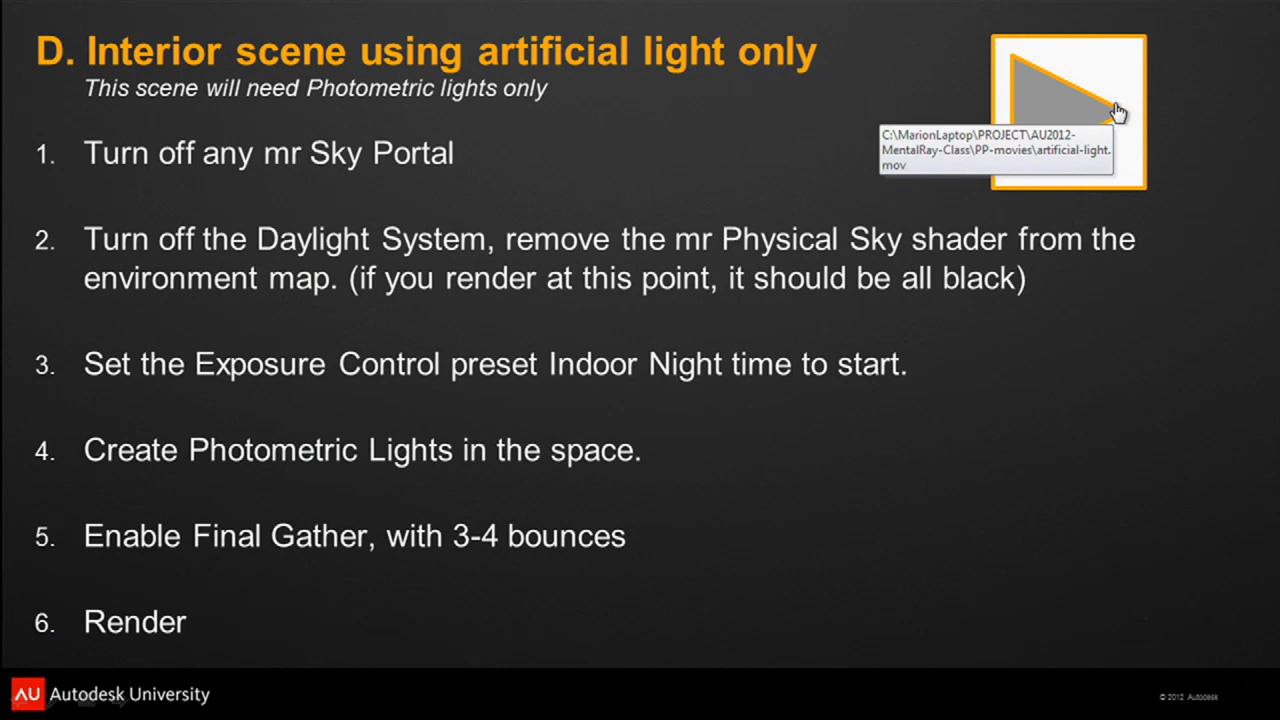 D. Interior scene using artificial light only
This scene will need Photometric lights only
C:\MarionLaptop\PROJECT\AU2012-
MentalRay-Class\PP-movies\artificial-light.
mov
1. Turn off any mr Sky Portal
2. Turn off the Daylight System, remove the mr Physical Sky shader from the
environment map. (if you render at this point, it should be all black)
3. Set the Exposure Control preset Indoor Night time to start.
4. Create Photometric Lights in the space.
5. Enable Final Gather, with 3-4 bounces
6. Render
AU Autodesk University
© 2012 Autodesk